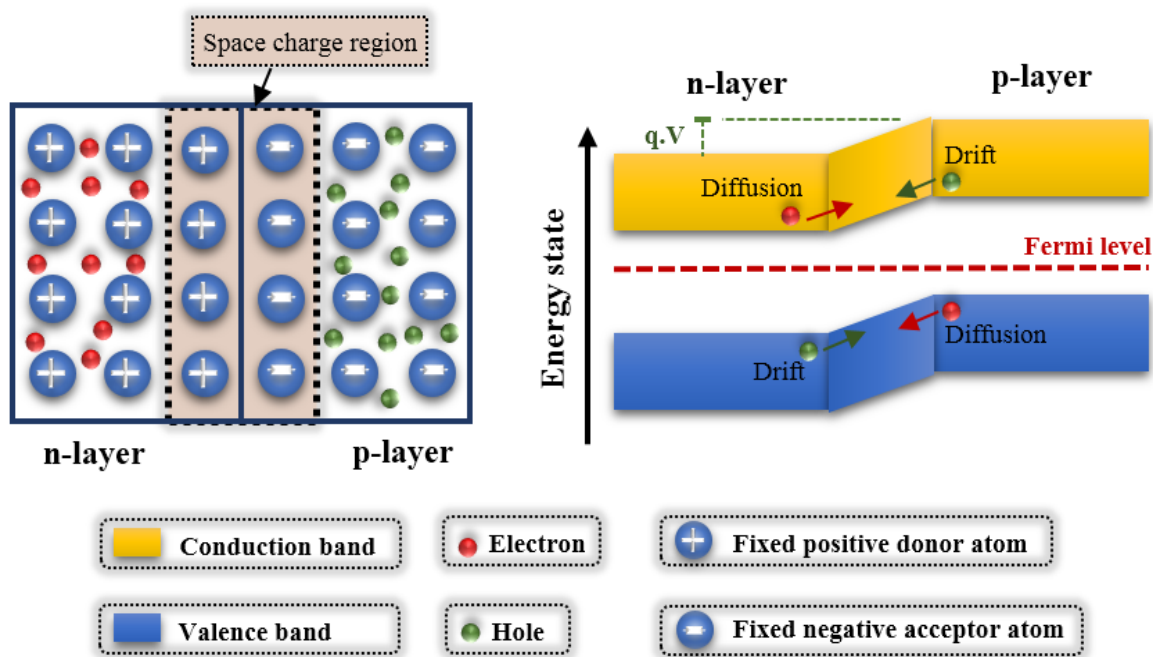 Space charge region
n-layer
p-layer
n-layer
p-layer
q.V
Drift
Diffusion
Fermi level
Energy state
Drift
Diffusion
Conduction band
Electron
Fixed positive donor atom
Valence band
Hole
Fixed negative acceptor atom